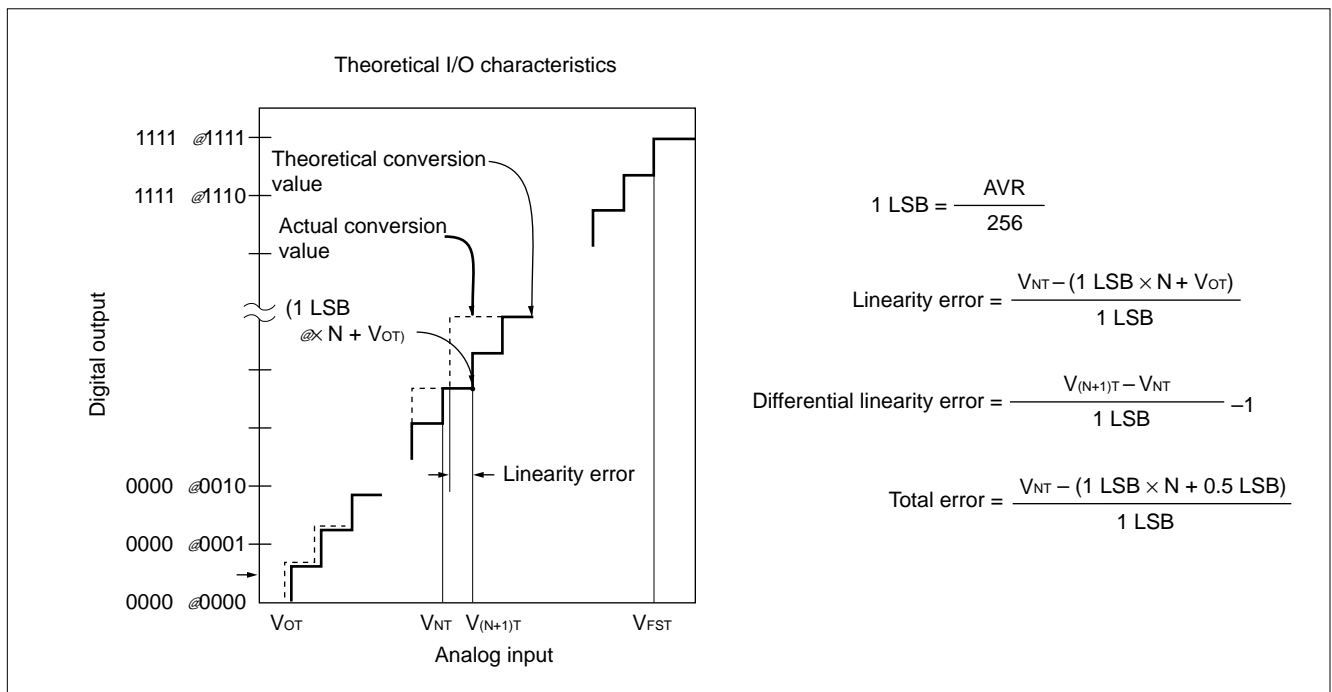 Theoretical I/O characteristics
1111 @1111
1111 @1110
0000 @0010
0000 @0001
0000 @0000
Digital output
Theoretical conversion
value
Actual conversion
value
(1 LSB
@× N + VOT)
Linearity error
VOT
VNT
V(N+1)T
VFST
Analog input
1 LSB = AVR / 256
Linearity error = VNT – (1 LSB × N + VOT) / 1 LSB
Differential linearity error = V(N+1)T – VNT / 1 LSB –1
Total error = VNT – (1 LSB × N + 0.5 LSB) / 1 LSB